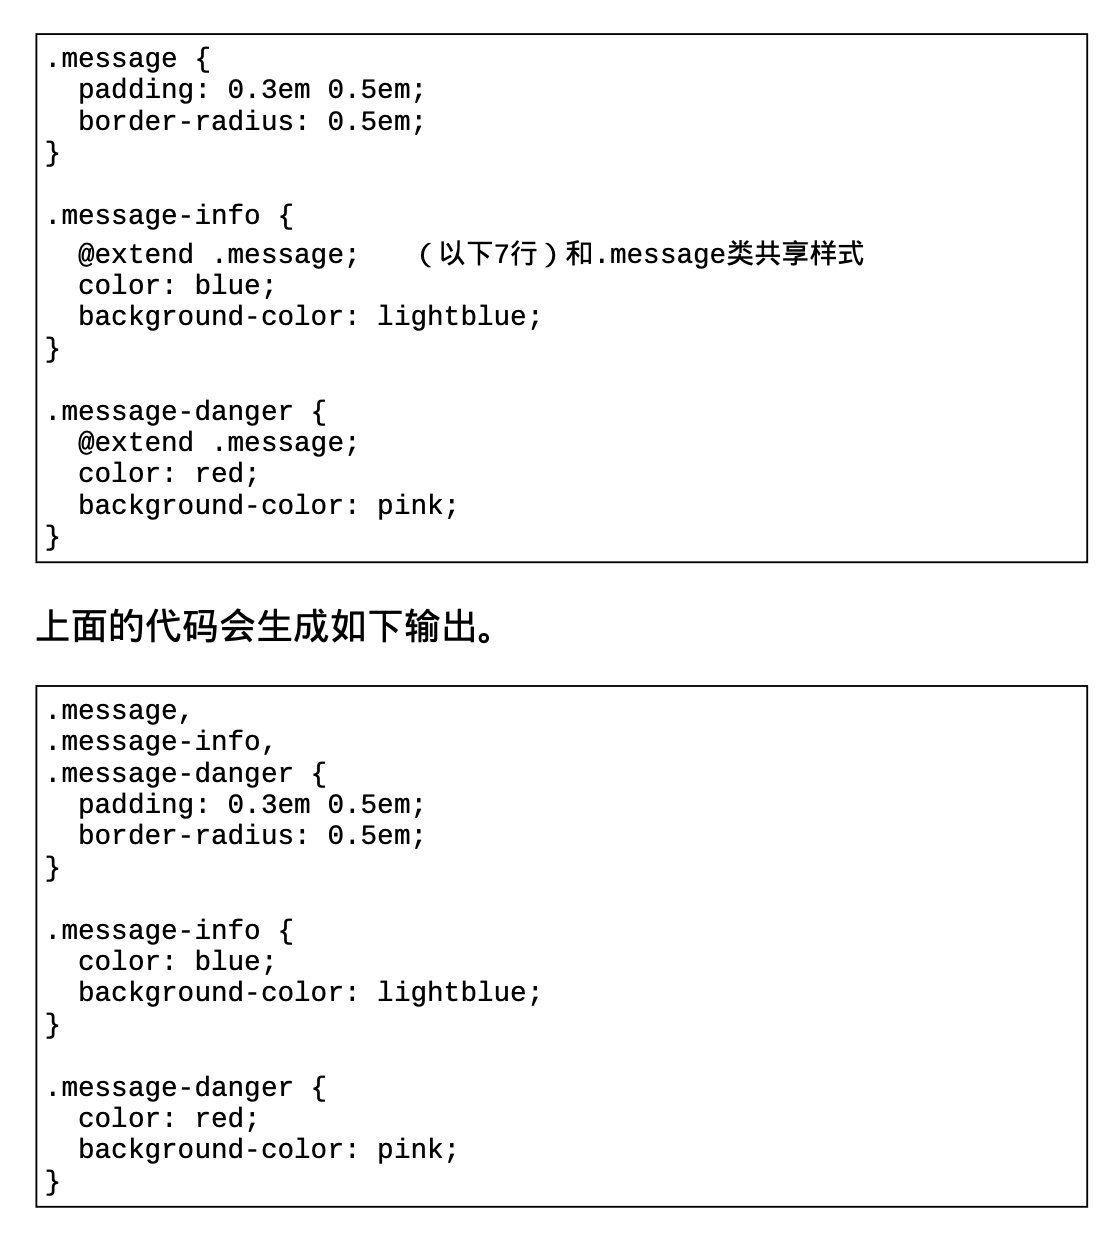 .message {
  padding: 0.3em 0.5em;
  border-radius: 0.5em;
}
.message-info {
  @extend .message;   （以下7行）和.message类共享样式
  color: blue;
  background-color: lightblue;
}
.message-danger {
  @extend .message;
  color: red;
  background-color: pink;
}
上面的代码会生成如下输出。
.message,
.message-info,
.message-danger {
  padding: 0.3em 0.5em;
  border-radius: 0.5em;
}
.message-info {
  color: blue;
  background-color: lightblue;
}
.message-danger {
  color: red;
  background-color: pink;
}